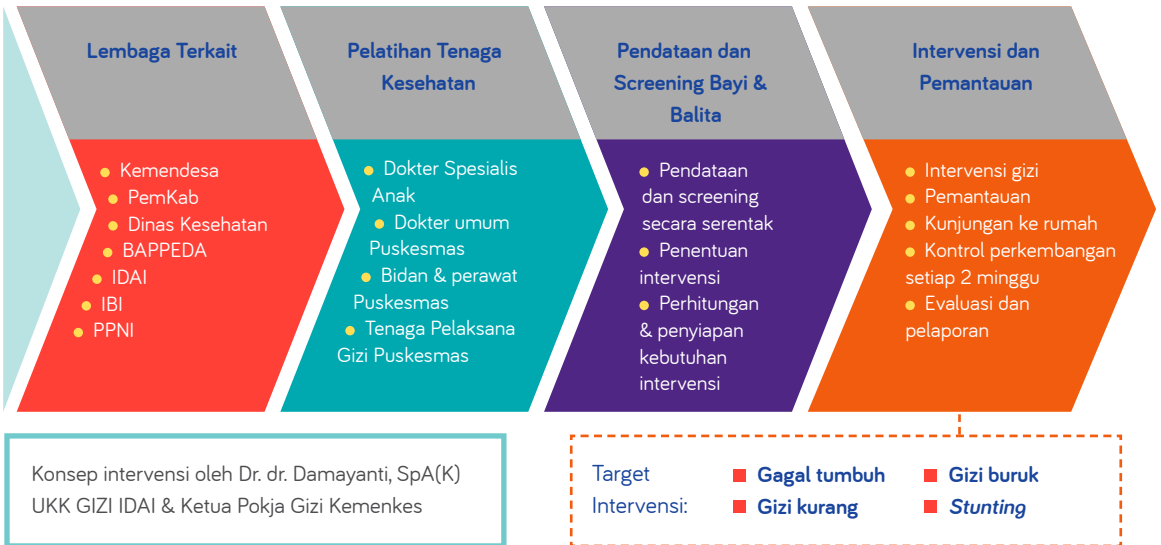 Lembaga Terkait
● Kemendesa
● PemKab
● Dinas Kesehatan
● BAPPEDA
● IDAI
● IBI
● PPNI
Pelatihan Tenaga
Kesehatan
● Dokter Spesialis
Anak
● Dokter umum
Puskesmas
● Bidan & perawat
Puskesmas
● Tenaga Pelaksana
Gizi Puskesmas
Pendataan dan
Screening Bayi &
Balita
● Pendataan
dan screening
secara serentak
● Penentuan
intervensi
● Perhitungan
& penyiapan
kebutuhan
intervensi
Intervensi dan
Pemantauan
● Intervensi gizi
● Pemantauan
● Kunjungan ke rumah
● Kontrol perkembangan
setiap 2 minggu
● Evaluasi dan
pelaporan
Konsep intervensi oleh Dr. dr. Damayanti, SpA(K)
UKK GIZI IDAI & Ketua Pokja Gizi Kemenkes
Target
Intervensi:
■ Gagal tumbuh
■ Gizi kurang
■ Gizi buruk
■ Stunting